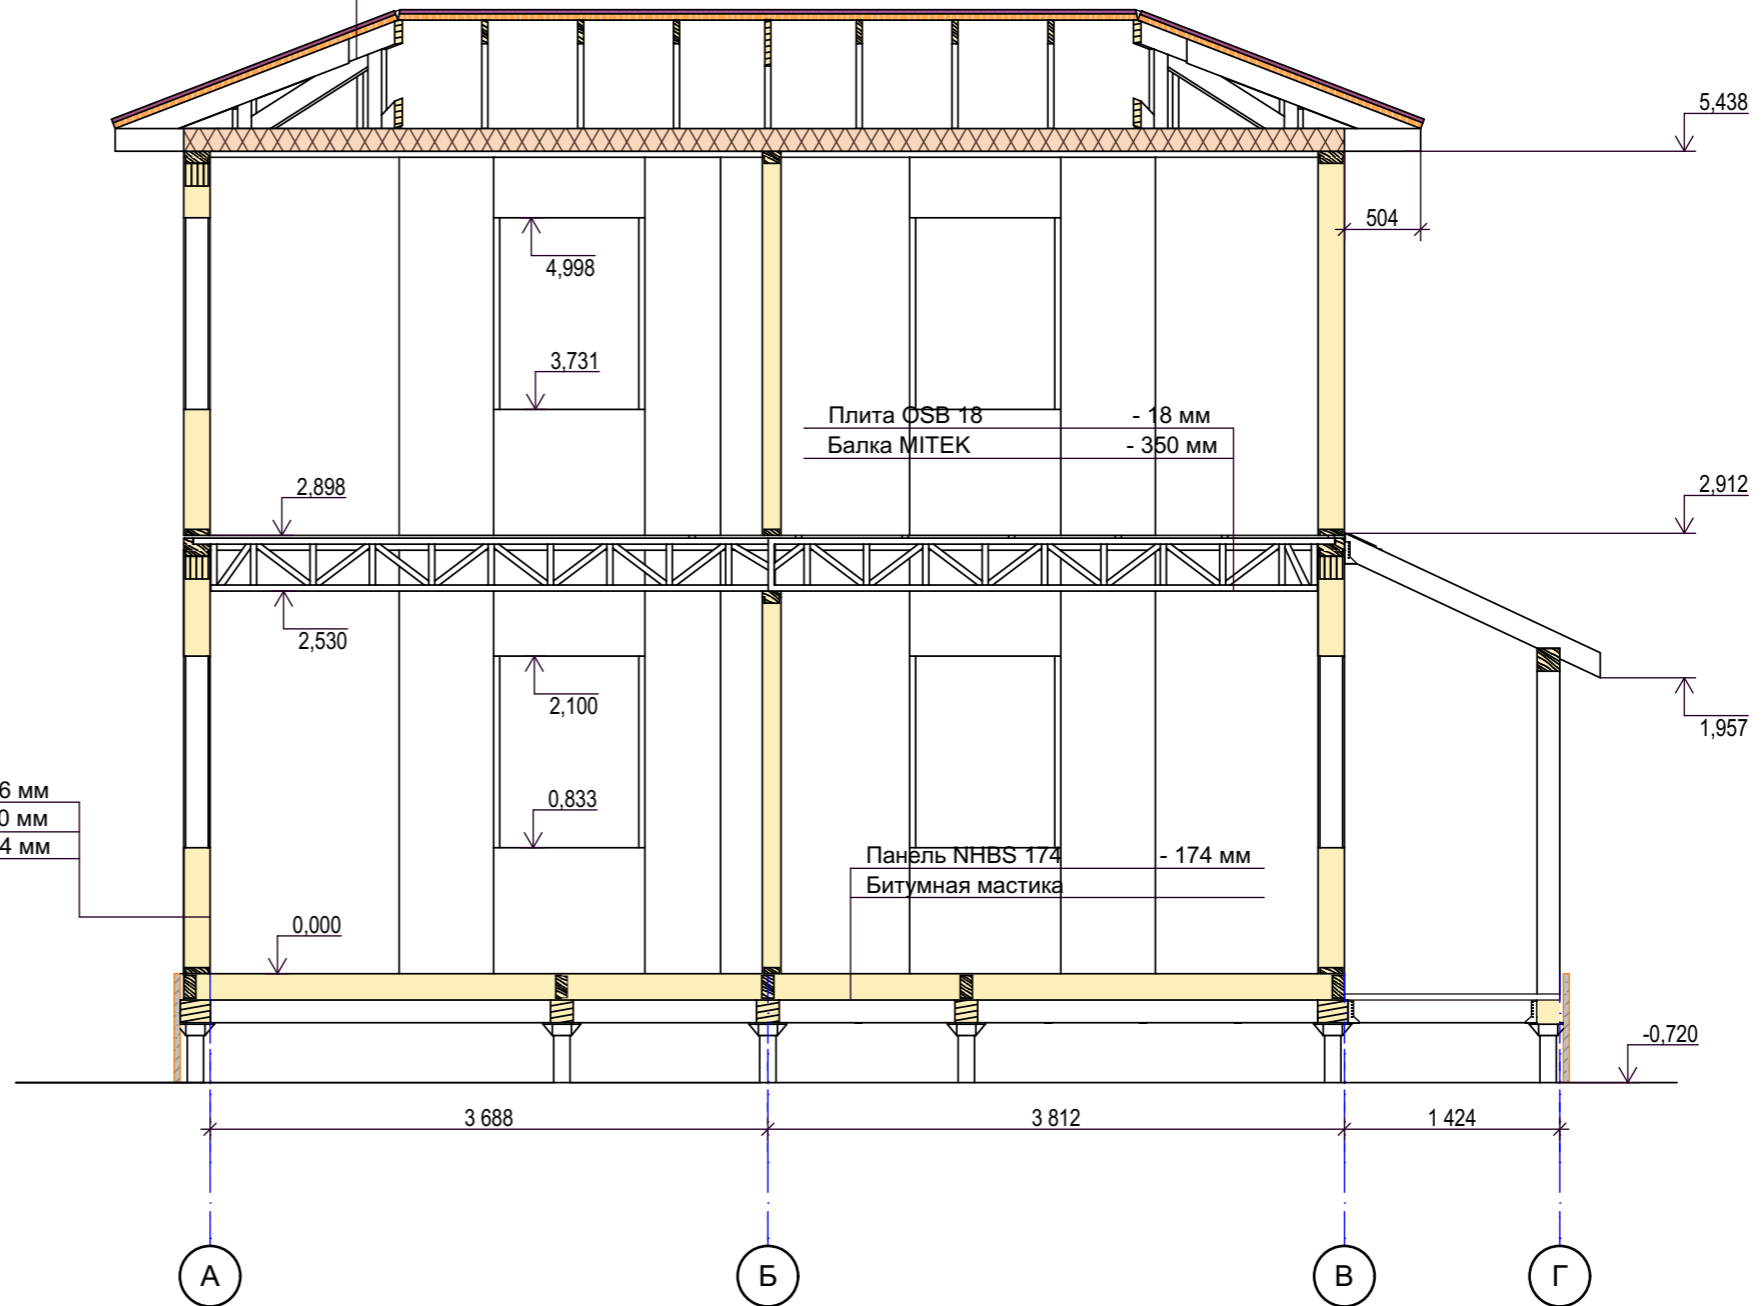 5,438
504
4,998
3,731
Плита OSB 18 - 18 мм
Балка MITEK - 350 мм
2,898
2,912
2,530
2,100
1,957
6 мм
0 мм
4 мм
0,833
Панель NHBS 174 - 174 мм
Битумная мастика
0,000
-0,720
3 688
3 812
1 424
А
Б
В
Г